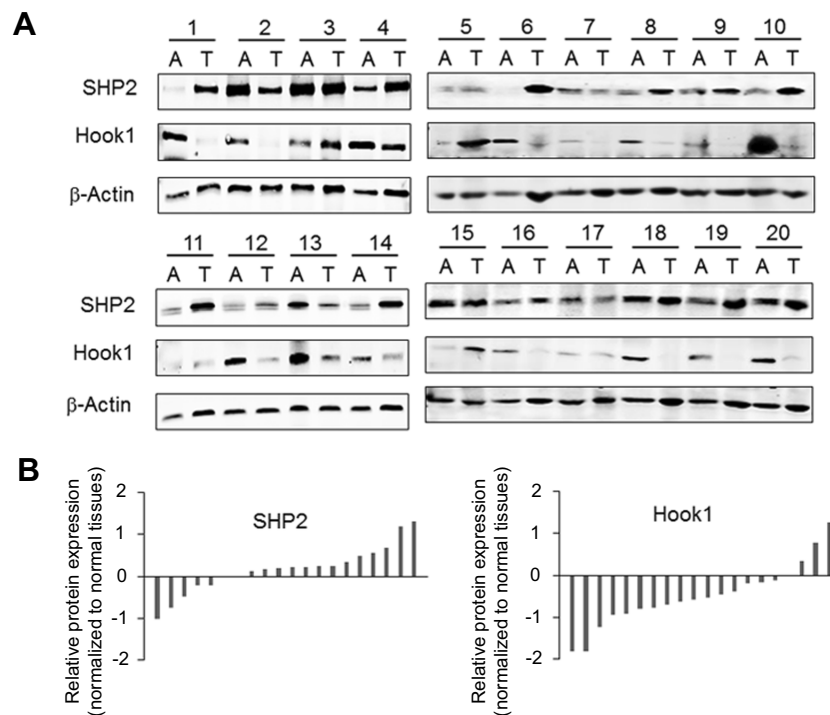 A
1 2 3 4
A T A T A T A T
SHP2
Hook1
β-Actin
5 6 7 8 9 10
A T A T A T A T A T A T
11 12 13 14
A T A T A T A T
SHP2
Hook1
β-Actin
15 16 17 18 19 20
A T A T A T A T A T A T
B
Relative protein expression
(normalized to normal tissues)
2
1
0
-1
-2
SHP2
Relative protein expression
(normalized to normal tissues)
2
1
0
-1
-2
Hook1